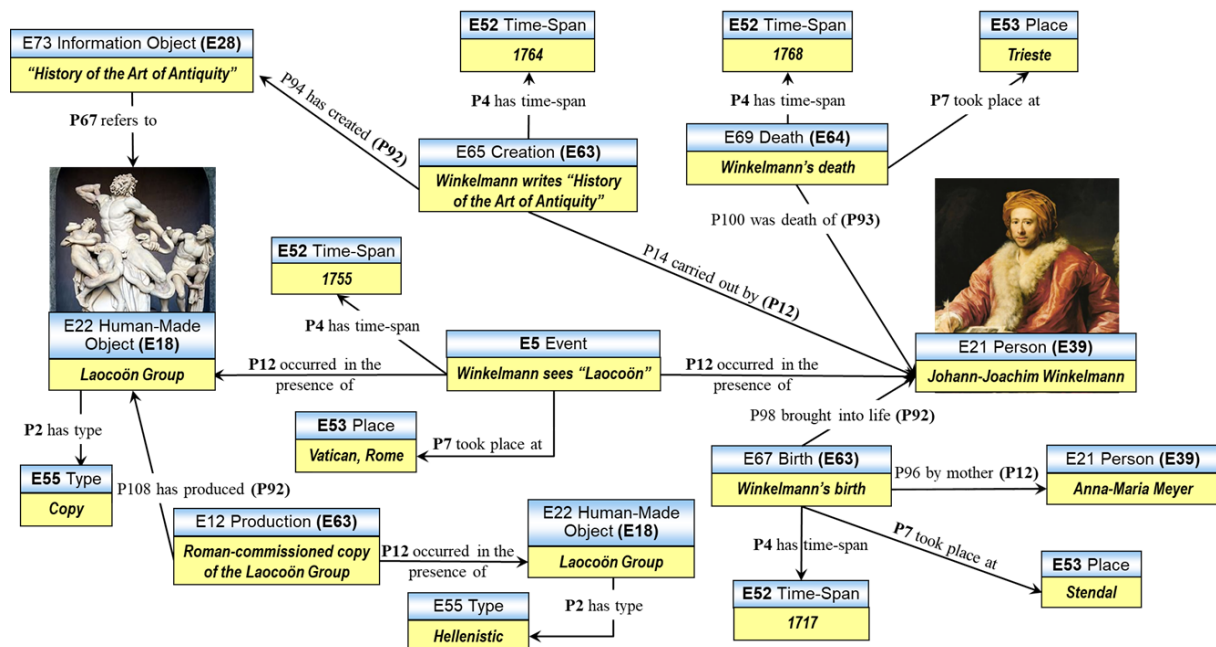 E73 Information Object (E28)
“History of the Art of Antiquity”
E52 Time-Span
1764
E52 Time-Span
1768
E53 Place
Trieste
P67 refers to
P94 has created (P92)
P4 has time-span
P4 has time-span
P7 took place at
E65 Creation (E63)
Winkelmann writes “History
of the Art of Antiquity”
E69 Death (E64)
Winkelmann’s death
P100 was death of (P93)
P14 carried out by (P12)
E52 Time-Span
1755
P4 has time-span
E22 Human-Made
Object (E18)
Laocoön Group
P12 occurred in the
presence of
E5 Event
Winkelmann sees “Laocoön”
P12 occurred in the
presence of
E21 Person (E39)
Johann-Joachim Winkelmann
P2 has type
E55 Type
Copy
P7 took place at
E53 Place
Vatican, Rome
P98 brought into life (P92)
E67 Birth (E63)
Winkelmann’s birth
P96 by mother (P12)
E21 Person (E39)
Anna-Maria Meyer
P108 has produced (P92)
E12 Production (E63)
Roman-commissioned copy
of the Laocoön Group
P12 occurred in the
presence of
E22 Human-Made
Object (E18)
Laocoön Group
P2 has type
E55 Type
Hellenistic
P4 has time-span
E52 Time-Span
1717
P7 took place at
E53 Place
Stendal